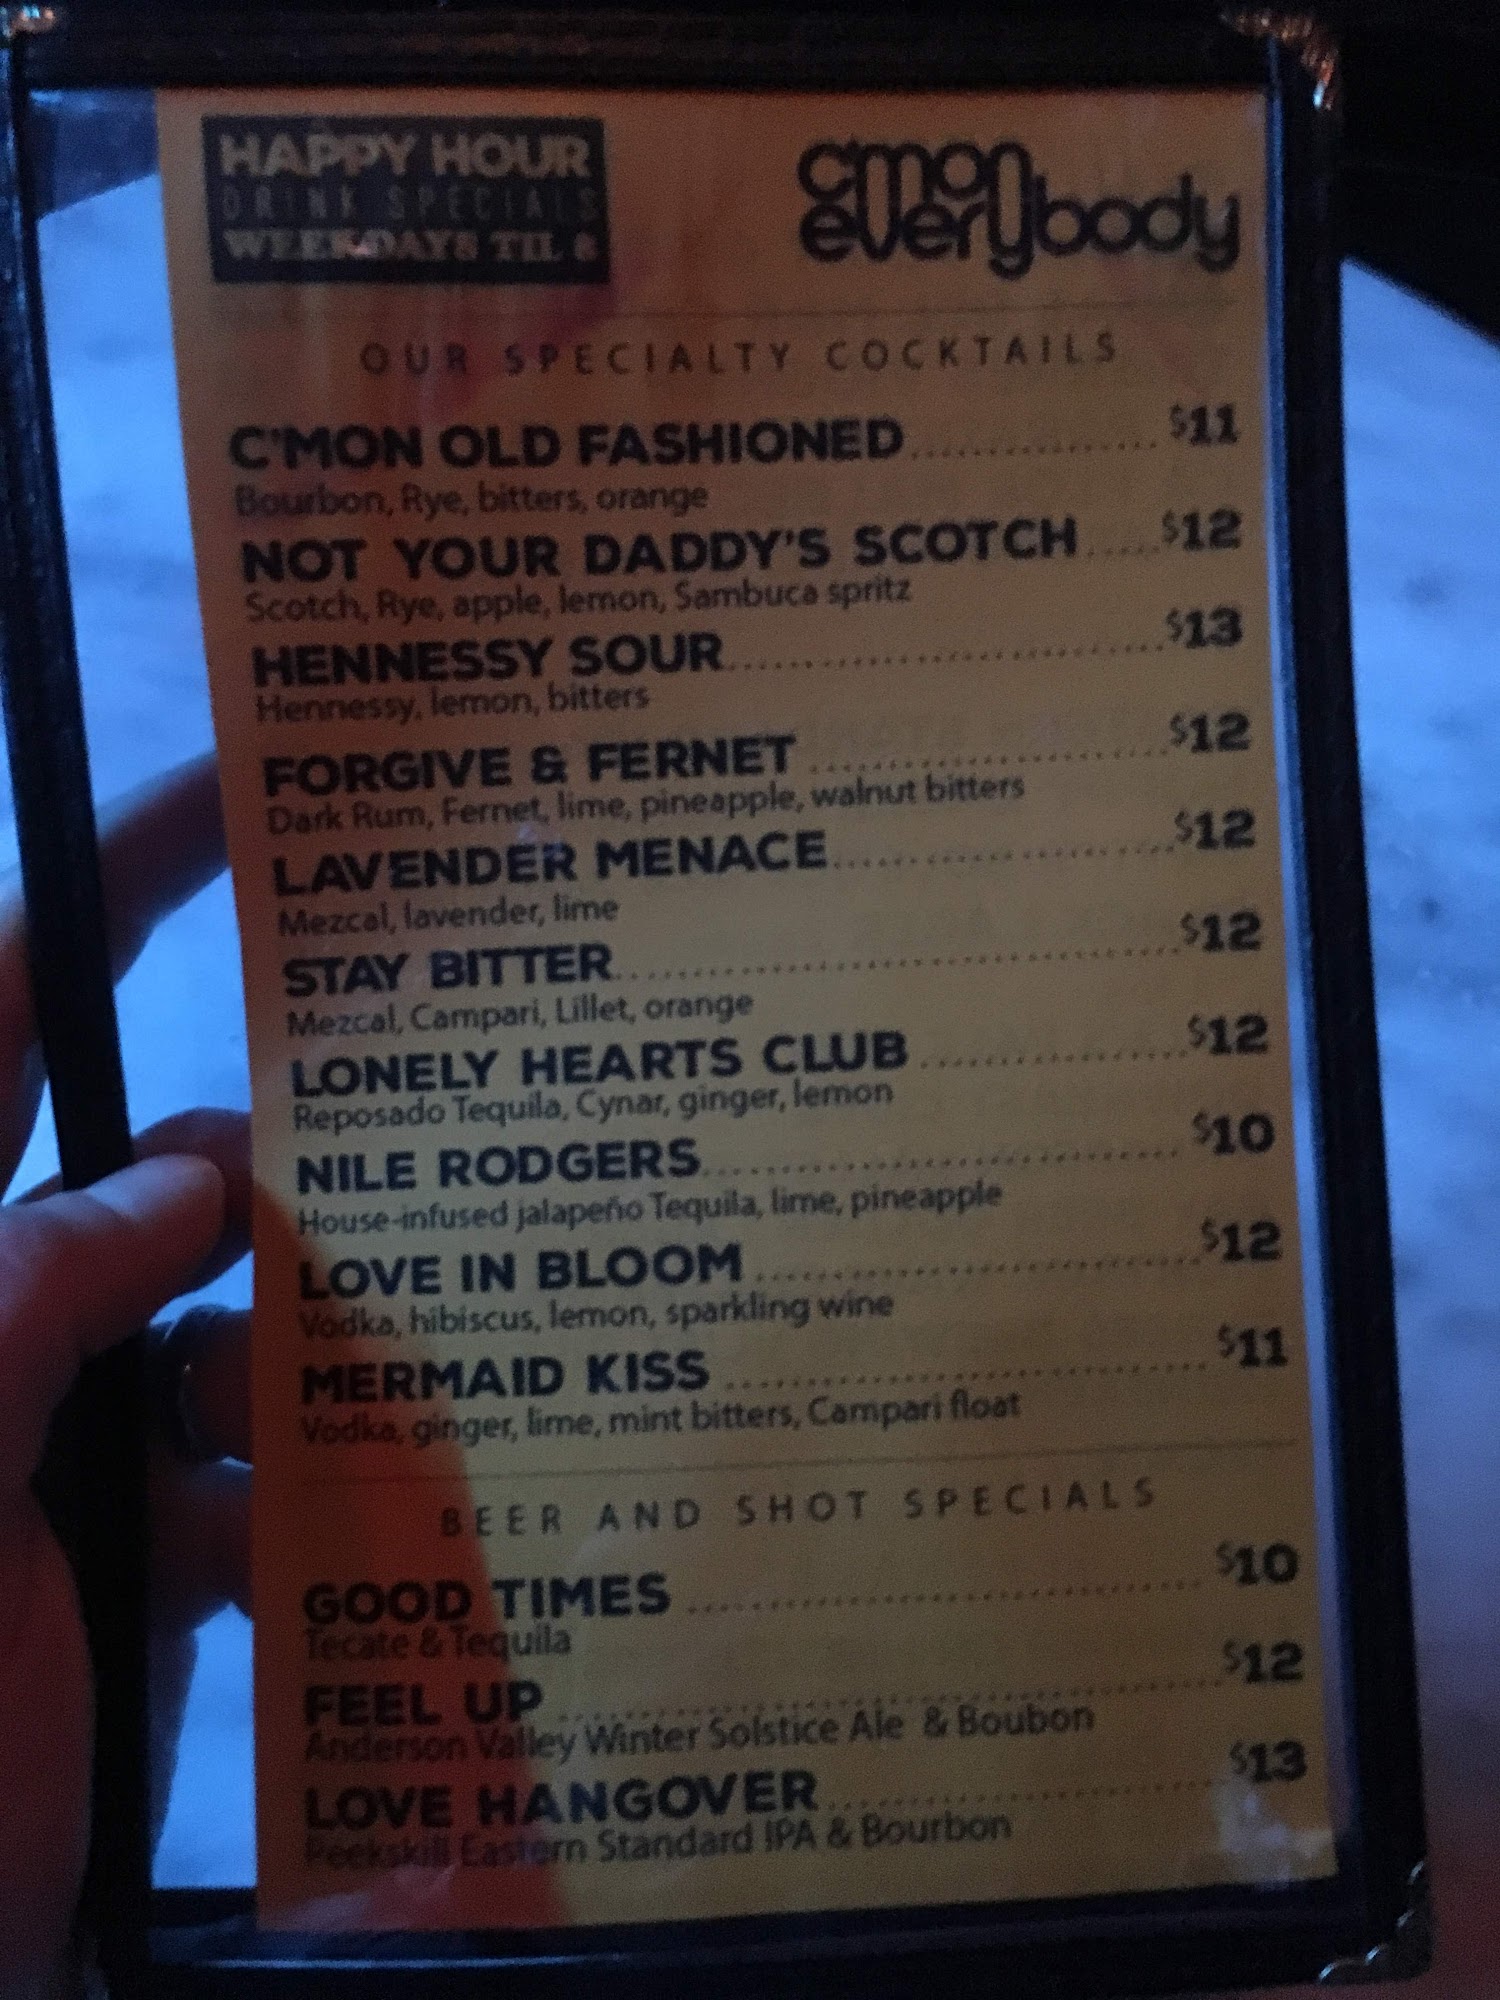 HAPPY HOUR
DRINK SPECIALS
WEEKDAYS TIL 8
c'mon
everybody
OUR SPECIALTY COCKTAILS
C'MON OLD FASHIONED................$11
Bourbon, Rye, bitters, orange
NOT YOUR DADDY'S SCOTCH.....$12
Scotch, Rye, apple, lemon, Sambuca spritz
HENNESSY SOUR............................$13
Hennessy, lemon, bitters
FORGIVE & FERNET.......................$12
Dark Rum, Fernet, lime, pineapple, walnut bitters
LAVENDER MENACE......................$12
Mezcal, lavender, lime
STAY BITTER...................................$12
Mezcal, Campari, Lillet, orange
LONELY HEARTS CLUB.................$12
Reposado Tequila, Cynar, ginger, lemon
NILE RODGERS..............................$10
House-infused jalapeño Tequila, lime, pineapple
LOVE IN BLOOM............................$12
Vodka, hibiscus, lemon, sparkling wine
MERMAID KISS..............................$11
Vodka, ginger, lime, mint bitters, Campari float
BEER AND SHOT SPECIALS
GOOD TIMES.................................$10
Tecate & Tequila
FEEL UP.........................................$12
Anderson Valley Winter Solstice Ale & Boubon
LOVE HANGOVER.........................$13
Peekskill Eastern Standard IPA & Bourbon